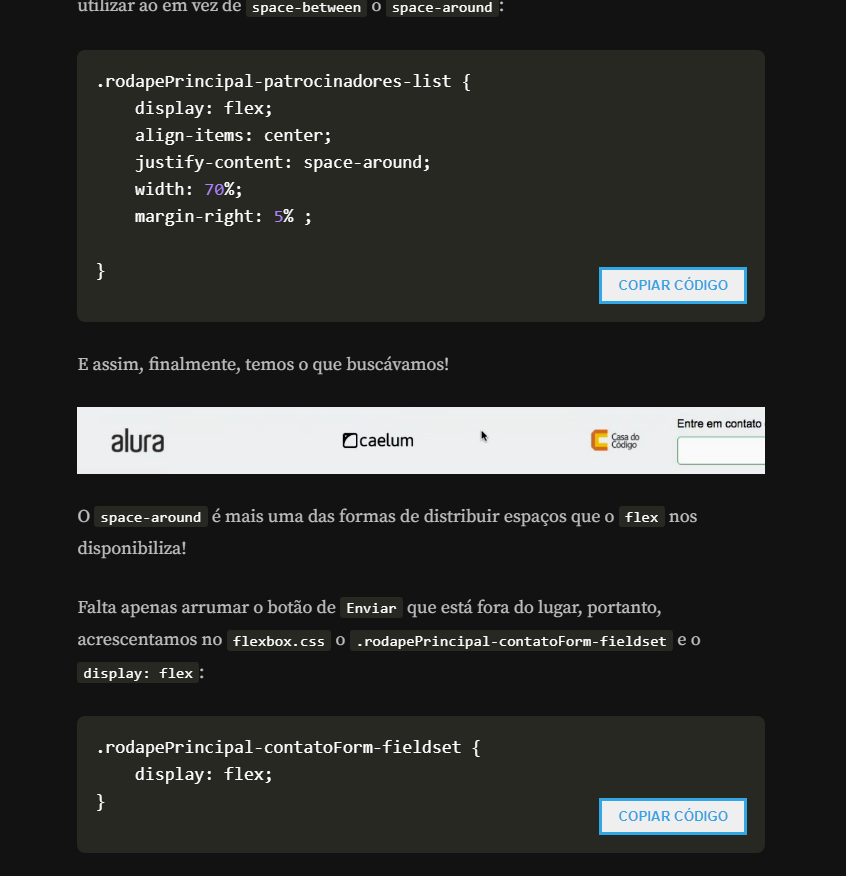 utilizar ao em vez de space-between o space-around:
.rodapePrincipal-patrocinadores-list {
    display: flex;
    align-items: center;
    justify-content: space-around;
    width: 70%;
    margin-right: 5% ;
}
COPIAR CÓDIGO
E assim, finalmente, temos o que buscávamos!
alura
caelum
Casa do
Código
Entre em contato
O space-around é mais uma das formas de distribuir espaços que o flex nos
disponibiliza!
Falta apenas arrumar o botão de Enviar que está fora do lugar, portanto,
acrescentamos no flexbox.css o .rodapePrincipal-contatoForm-fieldset e o
display: flex:
.rodapePrincipal-contatoForm-fieldset {
    display: flex;
}
COPIAR CÓDIGO